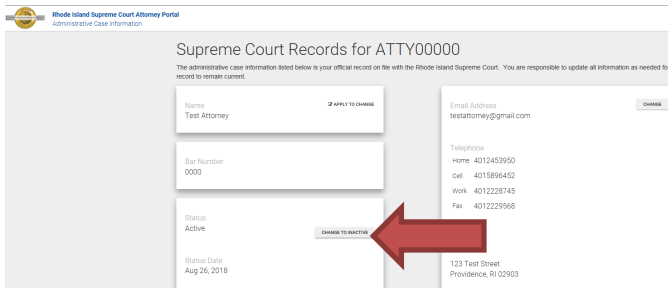 Rhode Island Supreme Court Attorney Portal
Administrative Case Information
Supreme Court Records for ATTY00000
The administrative case information listed below is your official record on file with the Rhode Island Supreme Court. You are responsible to update all information as needed fo
record to remain current.
Name
APPLY TO CHANGE
Test Attorney
Bar Number
0000
Status
Active
CHANGE TO INACTIVE
Status Date
Aug 26, 2018
Email Address
CHANGE
testattorney@gmail.com
Telephone
Home 4012453950
Cell 4015896452
Work 4012228745
Fax 4012229568
123 Test Street
Providence, RI 02903